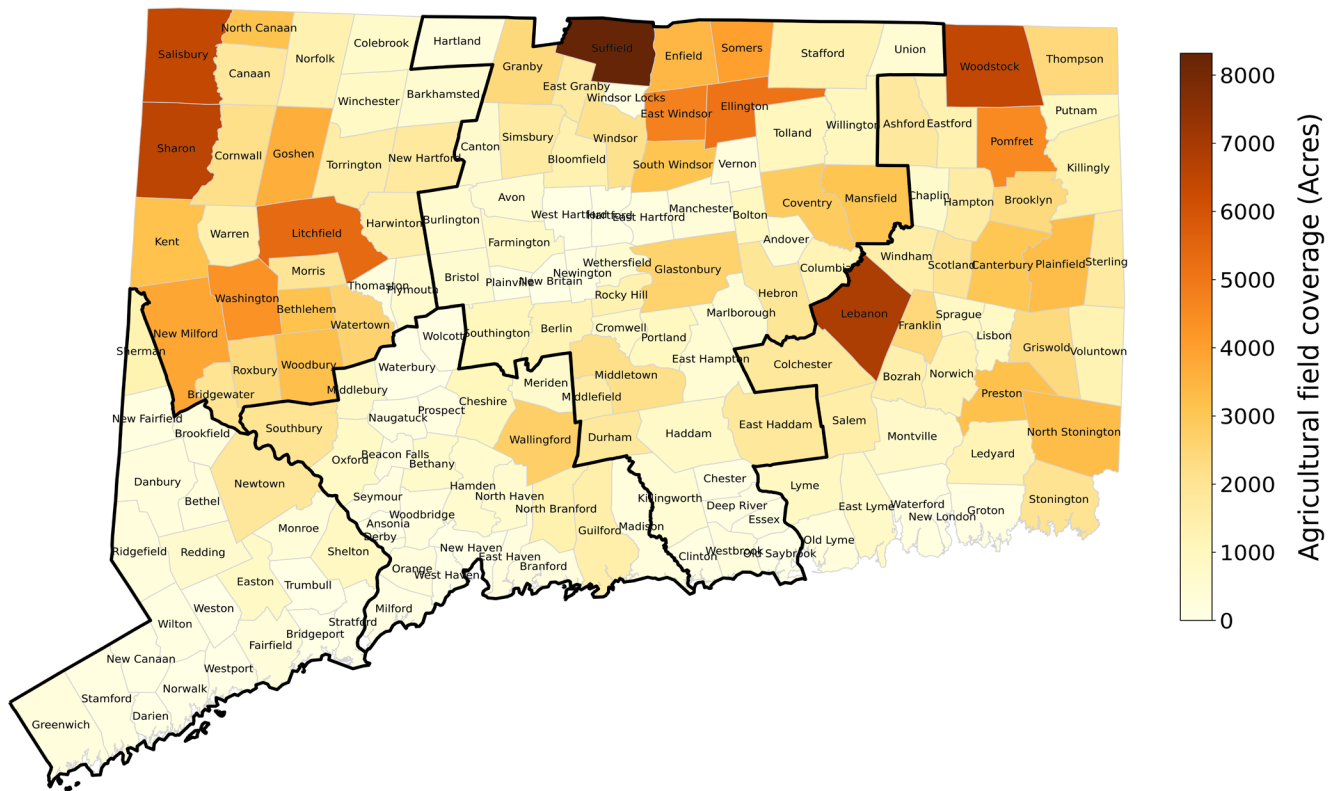 North Canaan
Salisbury
Colebrook
Hartland
Norfolk
Canaan
Suffield
Enfield
Somers
Stafford
Union
Woodstock
Thompson
Granby
East Granby
Winchester
Barkhamsted
Windsor Locks
East Windsor
Ellington
Putnam
Tolland
Willington
Ashford
Eastford
Pomfret
Sharon
Cornwall
Goshen
Torrington
New Hartford
Canton
Simsbury
Bloomfield
Windsor
South Windsor
Vernon
Killingly
Avon
West Hartford
Hartford
East Hartford
Manchester
Bolton
Coventry
Mansfield
Chaplin
Hampton
Brooklyn
Kent
Warren
Litchfield
Harwinton
Burlington
Farmington
Andover
Windham
Scotland
Canterbury
Plainfield
Sterling
Morris
Thomaston
Plymouth
Bristol
Plainville
New Britain
Newington
Wethersfield
Glastonbury
Columbia
Hebron
Rocky Hill
Washington
Bethlehem
Watertown
New Milford
Wolcott
Southington
Berlin
Cromwell
Portland
Marlborough
Lebanon
Franklin
Sprague
Lisbon
Griswold
Voluntown
Sherman
Roxbury
Woodbury
Waterbury
Middletown
East Hampton
Colchester
Bozrah
Norwich
Preston
Bridgewater
Middlebury
Meriden
Middlefield
Cheshire
Prospect
Naugatuck
New Fairfield
Brookfield
Southbury
Wallingford
Durham
Haddam
East Haddam
Salem
Montville
North Stonington
Oxford
Beacon Falls
Bethany
Ledyard
Danbury
Newtown
Bethel
Hamden
Seymour
North Haven
North Branford
Killingworth
Chester
Deep River
Essex
Lyme
East Lyme
Waterford
New London
Groton
Stonington
Woodbridge
Ansonia
Derby
Monroe
Guilford
Madison
Ridgefield
Redding
Shelton
New Haven
East Haven
Branford
Clinton
Westbrook
Old Saybrook
Old Lyme
Easton
Trumbull
Orange
West Haven
Weston
Milford
Wilton
Stratford
Bridgeport
Fairfield
New Canaan
Westport
Norwalk
Stamford
Darien
Greenwich
8000
7000
6000
5000
4000
3000
2000
1000
0
Agricultural field coverage (Acres)